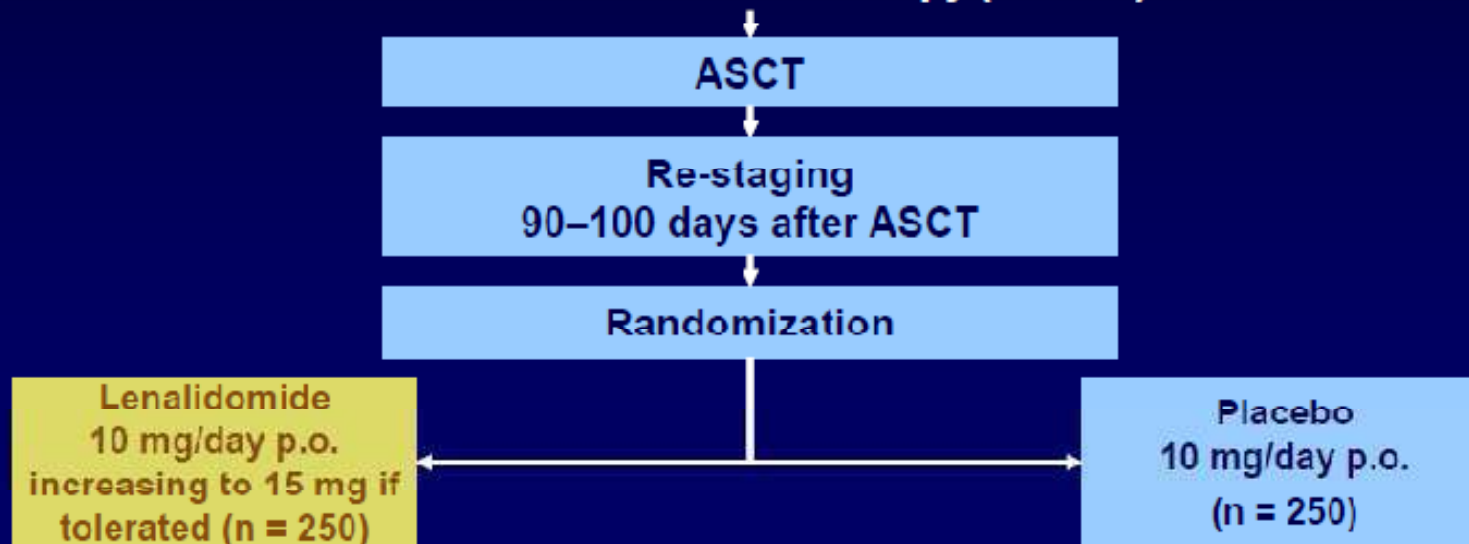 ASCT
Re-staging
90–100 days after ASCT
Randomization
Lenalidomide
10 mg/day p.o.
increasing to 15 mg if
tolerated (n = 250)
Placebo
10 mg/day p.o.
(n = 250)